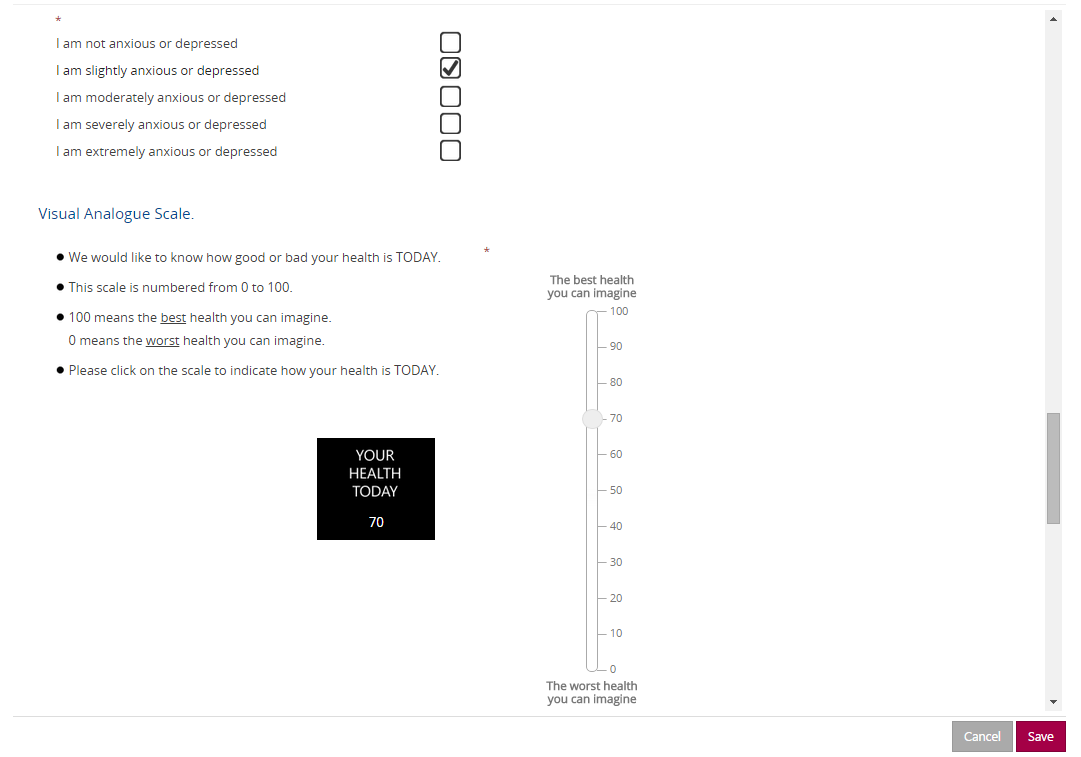 *
I am not anxious or depressed
I am slightly anxious or depressed
I am moderately anxious or depressed
I am severely anxious or depressed
I am extremely anxious or depressed
Visual Analogue Scale.
● We would like to know how good or bad your health is TODAY.
● This scale is numbered from 0 to 100.
● 100 means the best health you can imagine.
0 means the worst health you can imagine.
● Please click on the scale to indicate how your health is TODAY.
YOUR
HEALTH
TODAY
70
*
The best health
you can imagine
100
90
80
70
60
50
40
30
20
10
0
The worst health
you can imagine
Cancel
Save